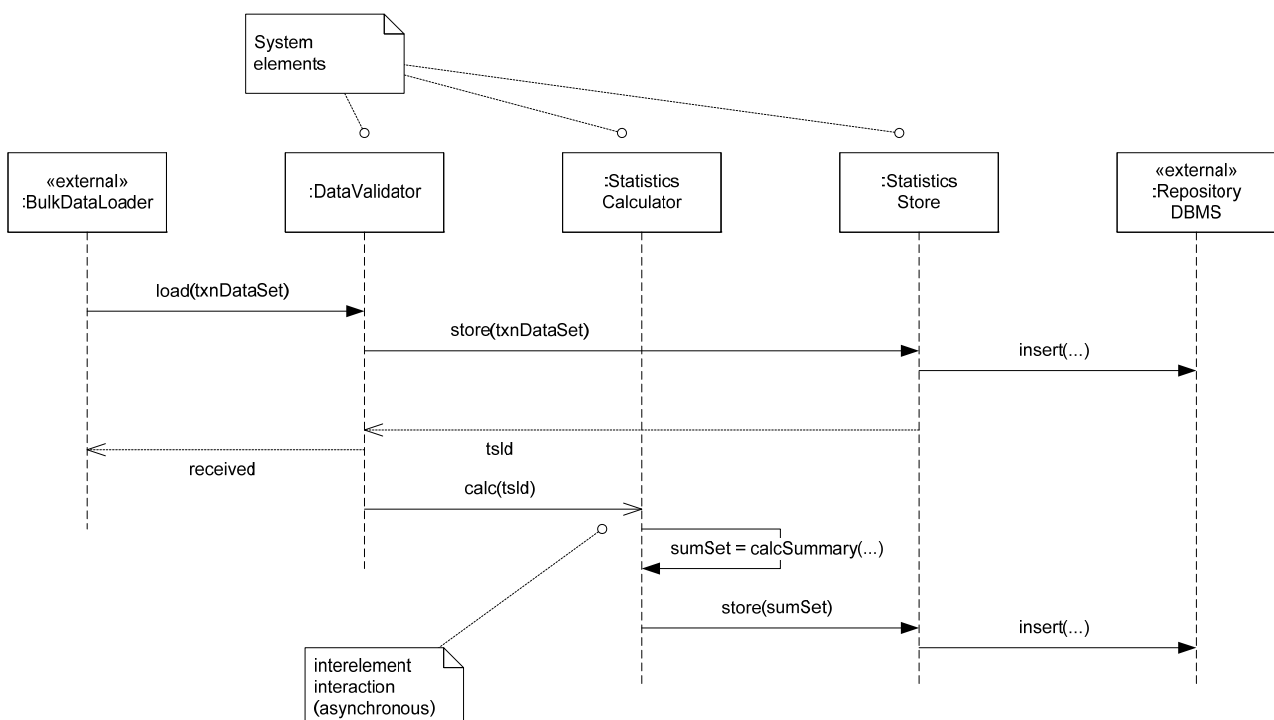 System
elements
«external»
:BulkDataLoader
:DataValidator
:Statistics
Calculator
:Statistics
Store
«external»
:Repository
DBMS
load(txnDataSet)
store(txnDataSet)
insert(...)
tsId
received
calc(tsId)
sumSet = calcSummary(...)
store(sumSet)
insert(...)
interelement
interaction
(asynchronous)